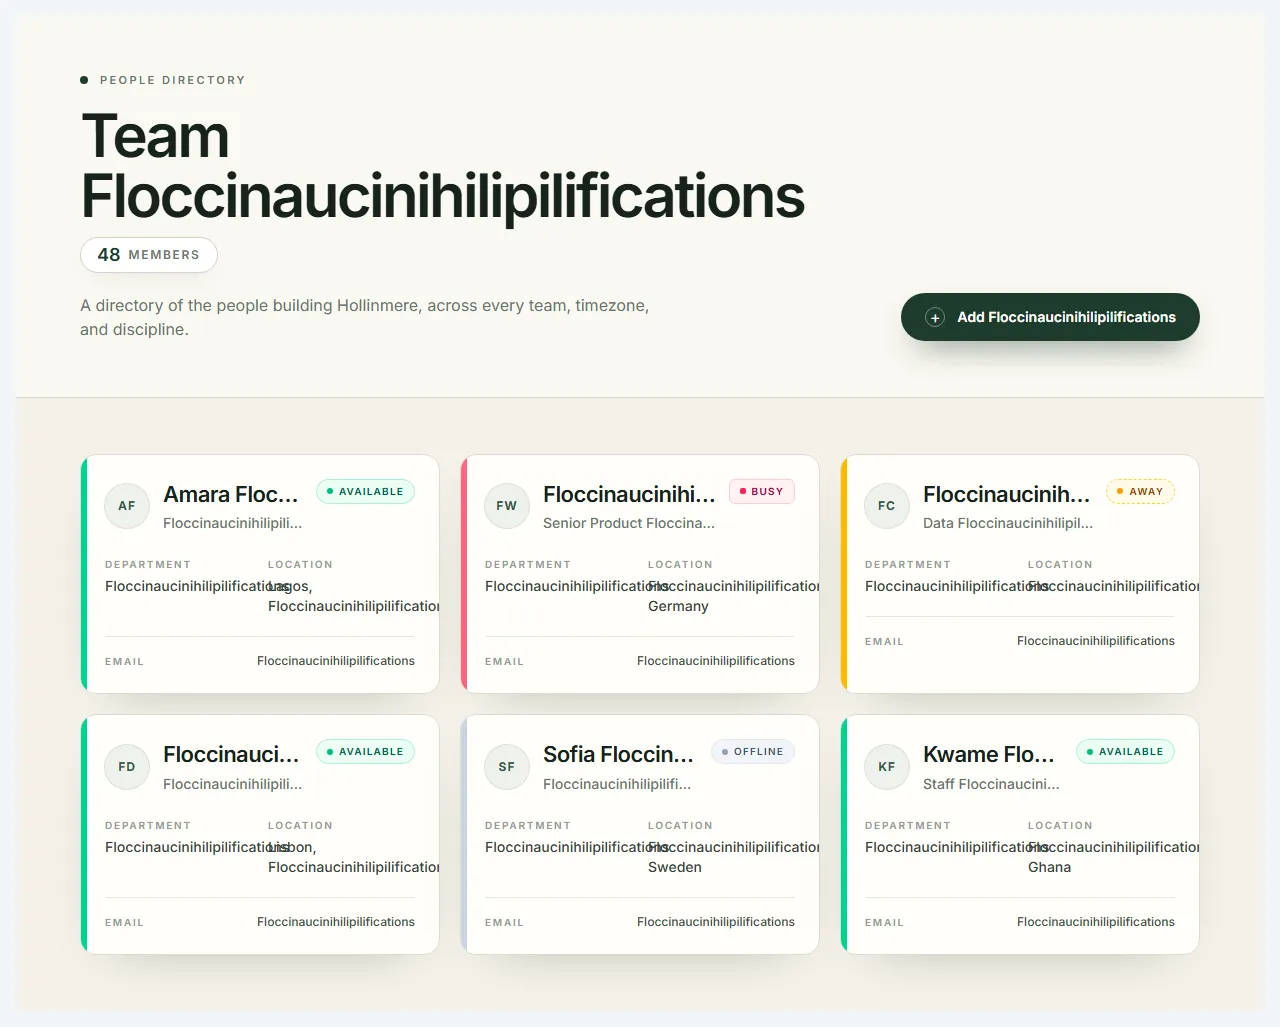 PEOPLE DIRECTORY
Team
Floccinaucinihilipilifications
48 MEMBERS
A directory of the people building Hollinmere, across every team, timezone,
and discipline.
+ Add Floccinaucinihilipilifications
AF
Amara Floc...
AVAILABLE
Floccinaucinihilipili...
DEPARTMENT
LOCATION
Floccinaucinihilipilifications
Lagos,
Floccinaucinihilipilification
EMAIL
Floccinaucinihilipilifications
FW
Floccinaucinihi...
BUSY
Senior Product Floccina...
DEPARTMENT
LOCATION
Floccinaucinihilipilifications
Floccinaucinihilipilification
Germany
EMAIL
Floccinaucinihilipilifications
FC
Floccinaucinih...
AWAY
Data Floccinaucinihilipil...
DEPARTMENT
LOCATION
Floccinaucinihilipilifications
Floccinaucinihilipilification
EMAIL
Floccinaucinihilipilifications
FD
Floccinauci...
AVAILABLE
Floccinaucinihilipili...
DEPARTMENT
LOCATION
Floccinaucinihilipilifications
Lisbon,
Floccinaucinihilipilification
EMAIL
Floccinaucinihilipilifications
SF
Sofia Floccin...
OFFLINE
Floccinaucinihilipilifi...
DEPARTMENT
LOCATION
Floccinaucinihilipilifications
Floccinaucinihilipilification
Sweden
EMAIL
Floccinaucinihilipilifications
KF
Kwame Flo...
AVAILABLE
Staff Floccinaucini...
DEPARTMENT
LOCATION
Floccinaucinihilipilifications
Floccinaucinihilipilification
Ghana
EMAIL
Floccinaucinihilipilifications